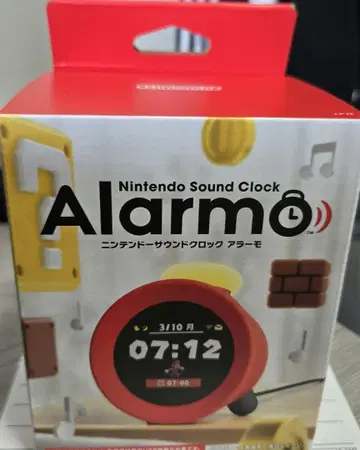 Nintendo
Nintendo Sound Clock
Alarmo
TM
ニンテンドーサウンドクロック アラーモ
3/10 月
07:12
07:00